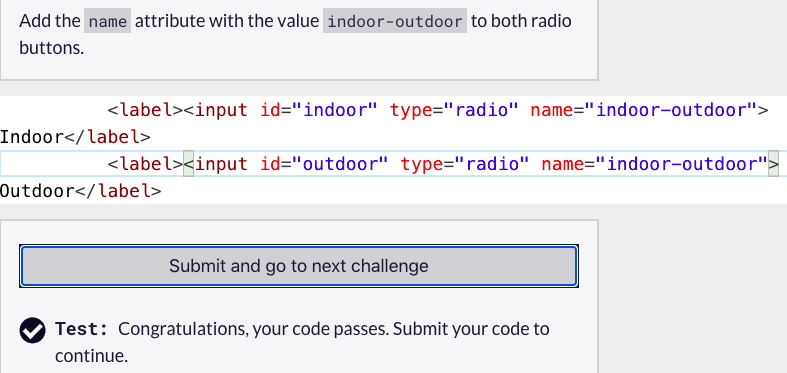 Add the name attribute with the value indoor-outdoor to both radio
buttons.
<label><input id="indoor" type="radio" name="indoor-outdoor">
Indoor</label>
<label><input id="outdoor" type="radio" name="indoor-outdoor">
Outdoor</label>
Submit and go to next challenge
Test: Congratulations, your code passes. Submit your code to
continue.